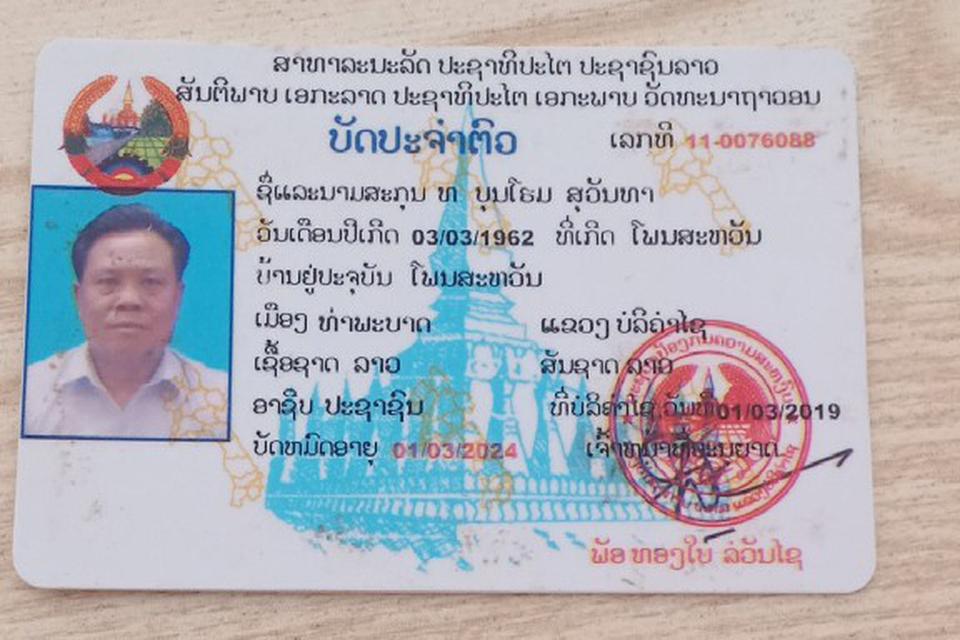 ສາທາລະນະລັດ ປະຊາທິປະໄຕ ປະຊາຊົນລາວ
ສັນຕິພາບ ເອກະລາດ ປະຊາທິປະໄຕ ເອກະພາບ ວັດທະນາຖາວອນ
ບັດປະຈຳຕົວ ເລກທີ 11-0076088
ຊື່ແລະນາມສະກຸນ ທ ບຸນໂຮມ ສຸວັນທາ
ວັນເດືອນປີເກີດ 03/03/1962 ທີ່ເກີດ ໂພນສະຫວັນ
ບ້ານຢູ່ປະຈຸບັນ ໂພນສະຫວັນ
ເມືອງ ທ່າພະບາດ ແຂວງ ບໍລິຄຳໄຊ
ເຊື້ອຊາດ ລາວ ສັນຊາດ ລາວ
ອາຊີບ ປະຊາຊົນ ທີ່ບໍລິຄຳໄຊ,ວັນທີ01/03/2019
ບັດຫມົດອາຍຸ 01/03/2024 ເຈົ້າຫນ້າທີ່ອະນຸຍາດ
ພັອ ທອງໃບ ລໍວັນໄຊ